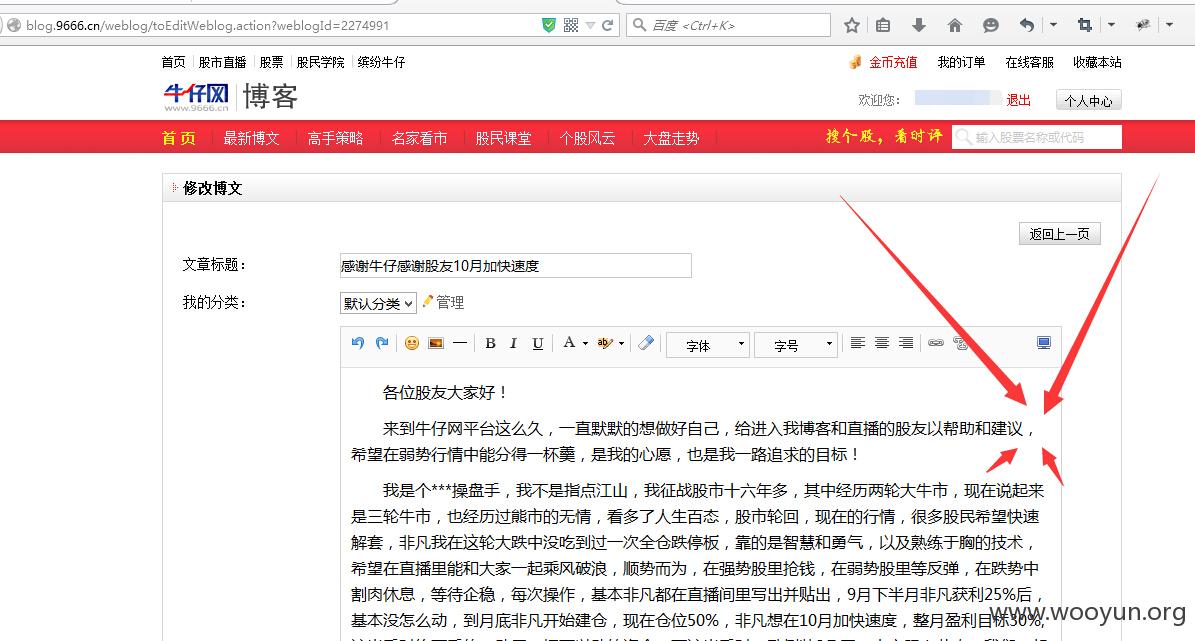 blog.9666.cn/weblog/toEditWeblog.action?weblogId=2274991
百度 <Ctrl+K>
首页 股市直播 股票 股民学院 缤纷牛仔
金币充值 我的订单 在线客服 收藏本站
牛仔网 博客
www.9666.cn
欢迎您： 退出 个人中心
首 页 最新博文 高手策略 名家看市 股民课堂 个股风云 大盘走势
搜个股，看时评 输入股票名称或代码
修改博文
返回上一页
文章标题： 感谢牛仔感谢股友10月加快速度
我的分类： 默认分类 管理
B I U A ab 字体 字号
各位股友大家好！
来到牛仔网平台这么久，一直默默的想做好自己，给进入我博客和直播的股友以帮助和建议，
希望在弱势行情中能分得一杯羹，是我的心愿，也是我一路追求的目标！
我是个***操盘手，我不是指点江山，我征战股市十六年多，其中经历两轮大牛市，现在说起来
是三轮牛市，也经历过熊市的无情，看多了人生百态，股市轮回，现在的行情，很多股民希望快速
解套，非凡我在这轮大跌中没吃到过一次全仓跌停板，靠的是智慧和勇气，以及熟练于胸的技术，
希望在直播里能和大家一起乘风破浪，顺势而为，在强势股里抢钱，在弱势股里等反弹，在跌势中
割肉休息，等待企稳，每次操作，基本非凡都在直播间里写出并贴出，9月下半月非凡获利25%后，
基本没怎么动，到月底非凡开始建仓，现在仓位50%，非凡想在10月加快速度，整月盈利目标30%，
www.wooyun.org